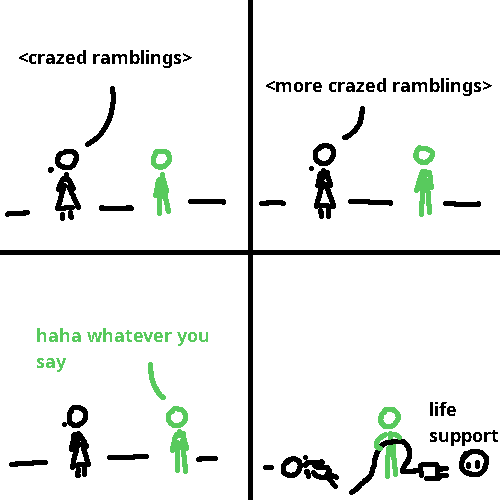 <crazed ramblings>
<more crazed ramblings>
haha whatever you
say
life
support